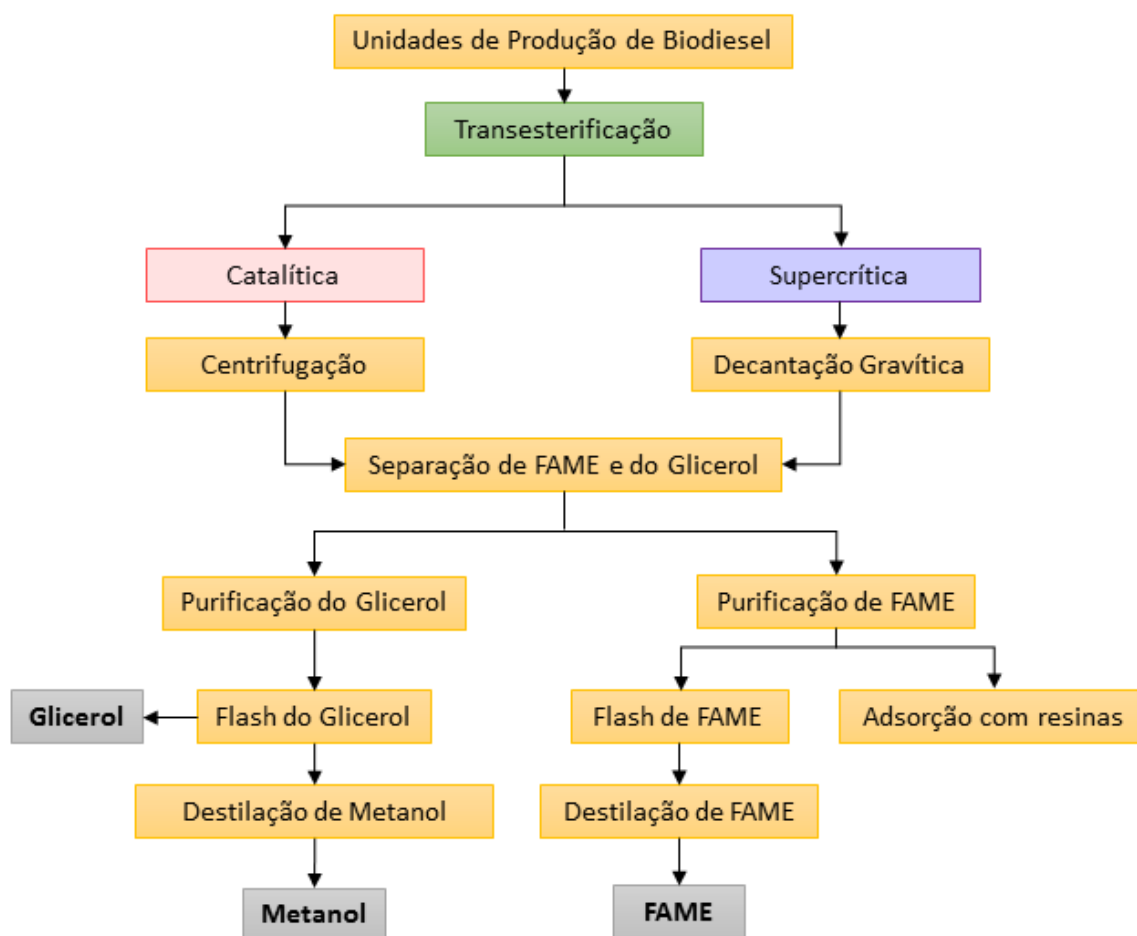 Unidades de Produção de Biodiesel
Transesterificação
Catalítica
Supercrítica
Centrifugação
Decantação Gravítica
Separação de FAME e do Glicerol
Purificação do Glicerol
Purificação de FAME
Glicerol
Flash do Glicerol
Flash de FAME
Adsorção com resinas
Destilação de Metanol
Destilação de FAME
Metanol
FAME